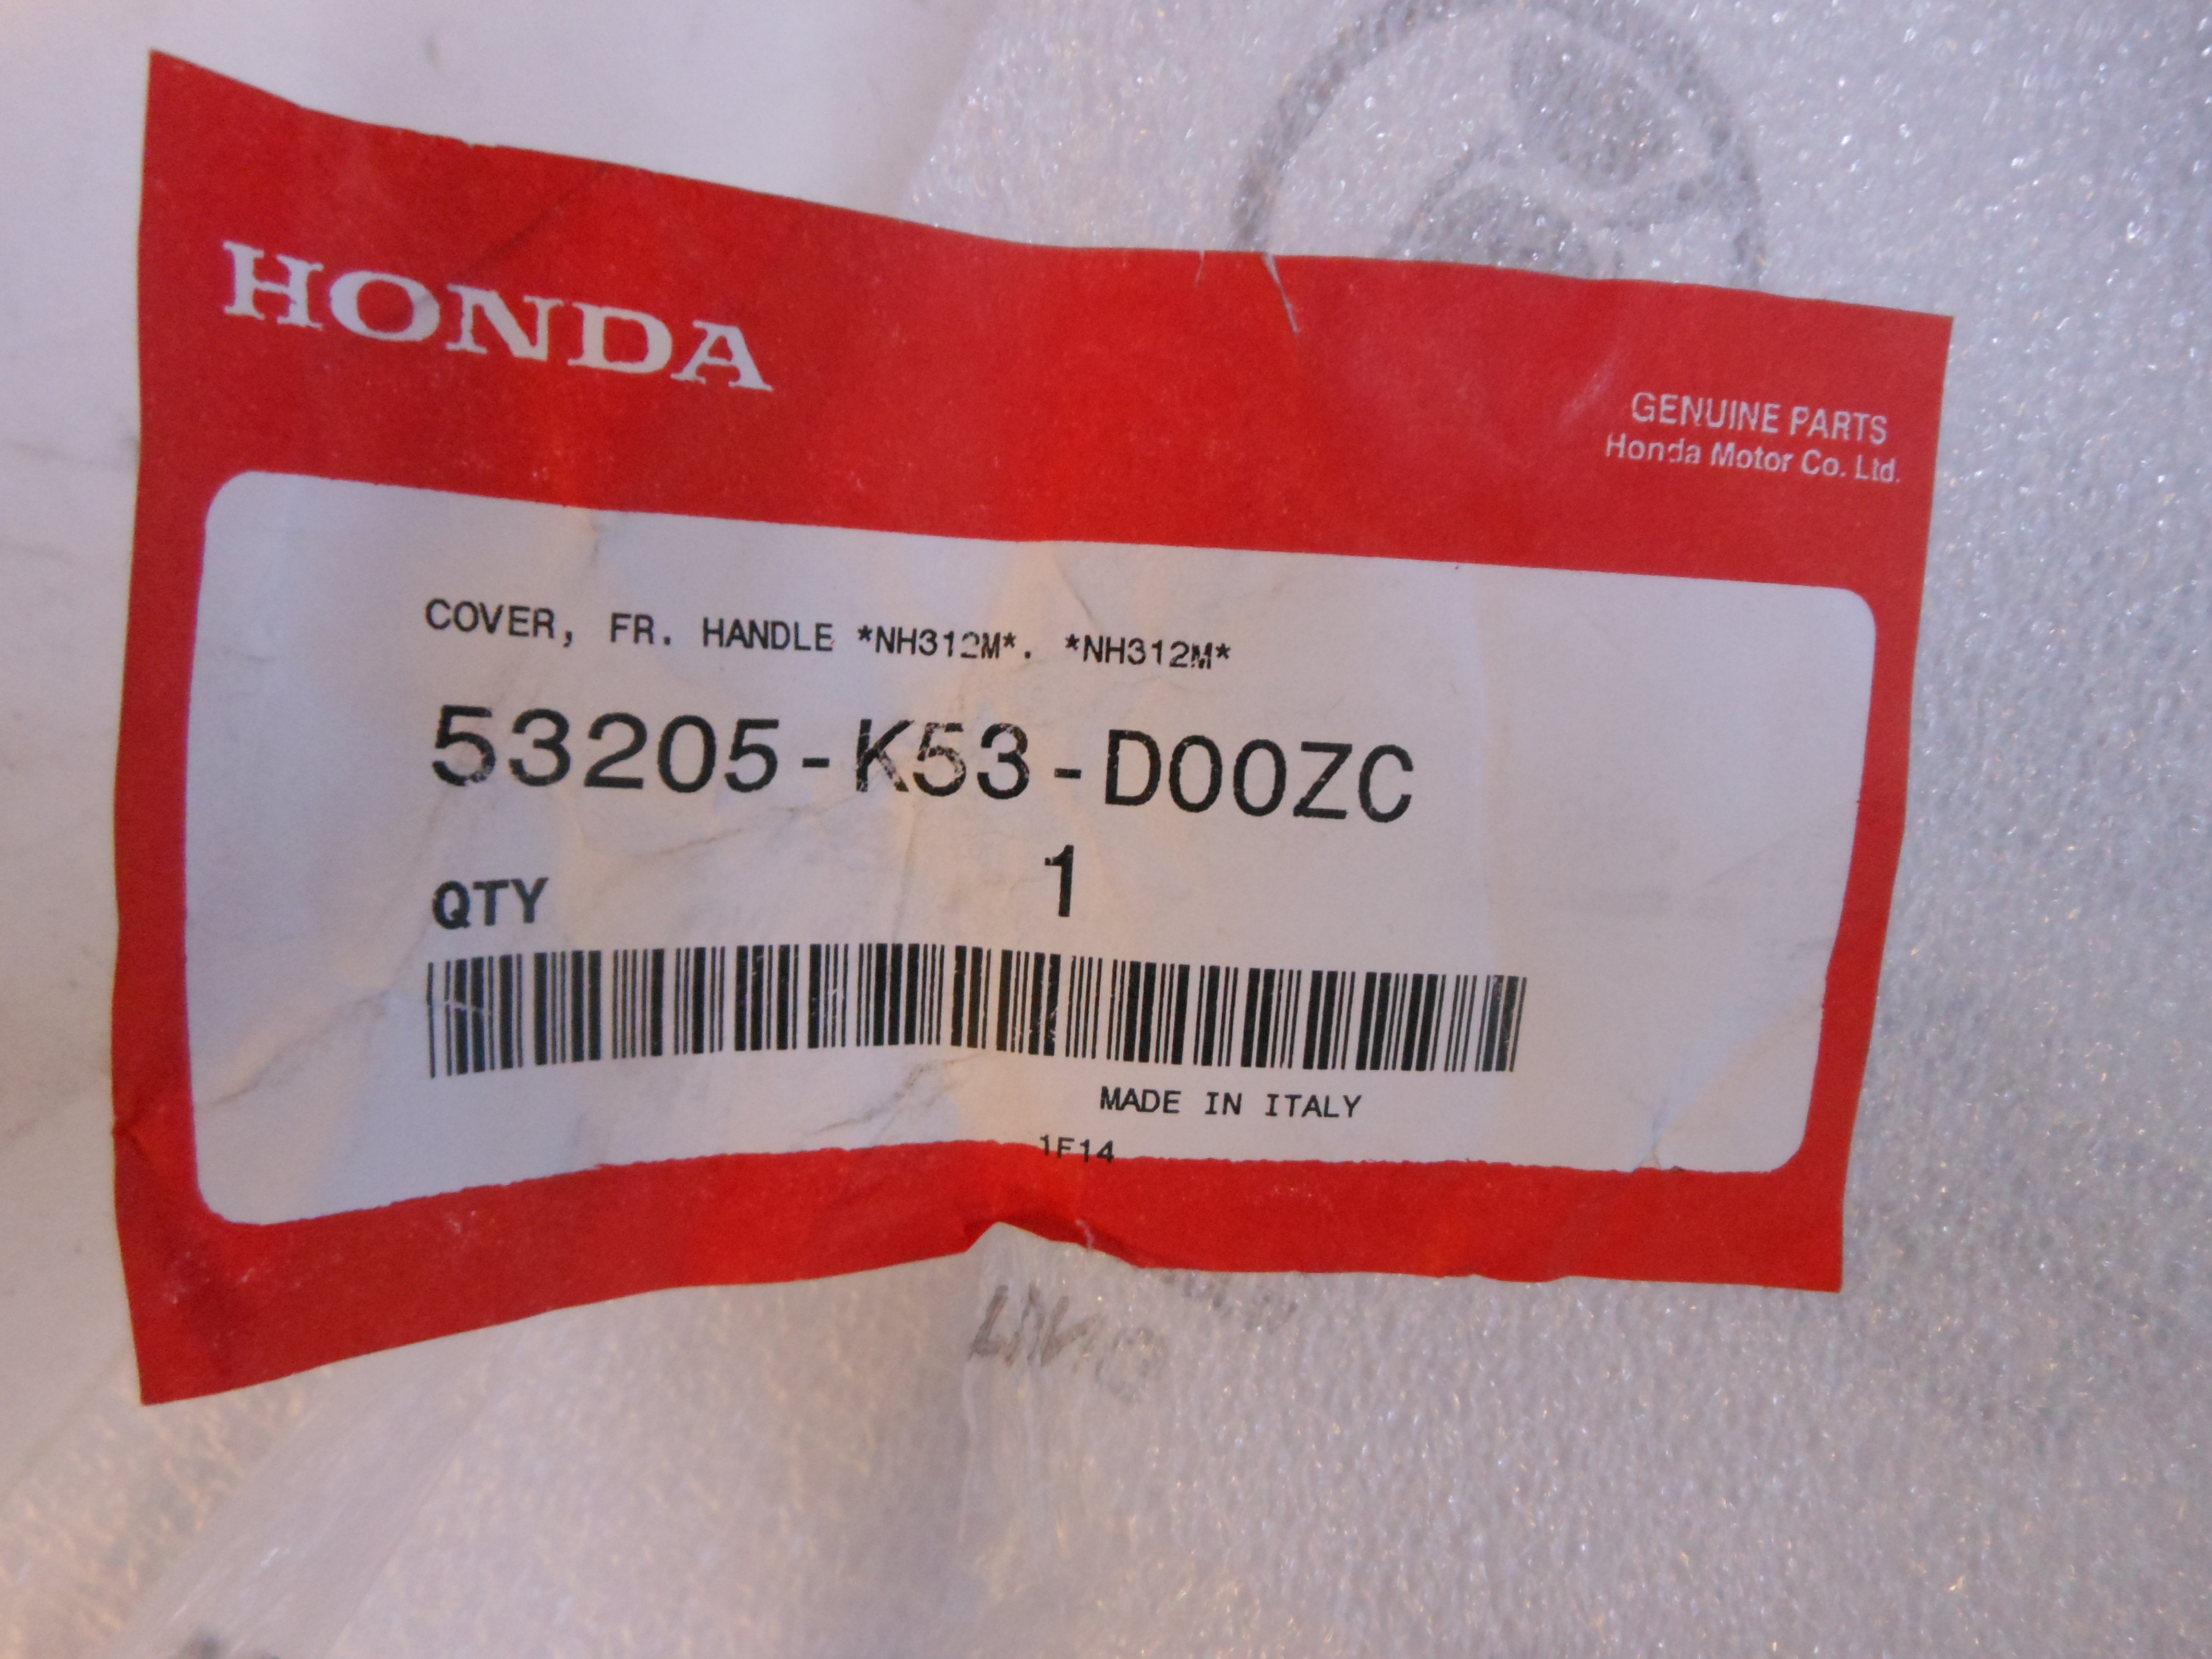 HONDA
GENUINE PARTS
Honda Motor Co. Ltd.
COVER, FR. HANDLE *NH312M*. *NH312M*
53205-K53-D00ZC
QTY 1
MADE IN ITALY
1F14